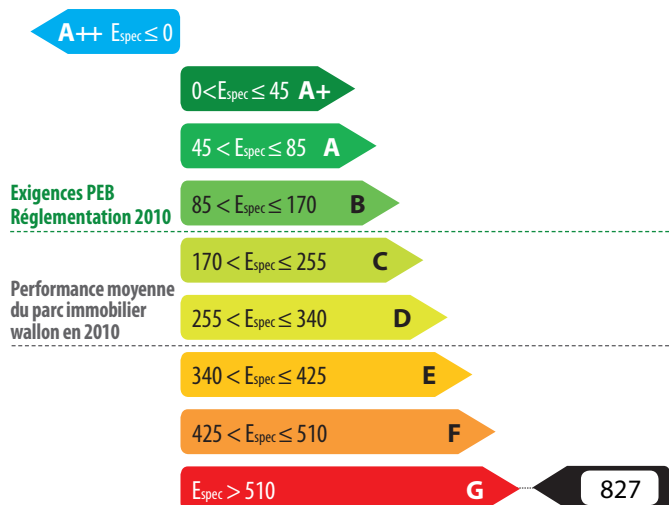 A++ Espec ≤ 0
0<Espec ≤ 45 A+
45 < Espec ≤ 85 A
Exigences PEB
Réglementation 2010
85 < Espec ≤ 170 B
170 < Espec ≤ 255 C
Performance moyenne
du parc immobilier
wallon en 2010
255 < Espec ≤ 340 D
340 < Espec ≤ 425 E
425 < Espec ≤ 510 F
Espec > 510 G 827